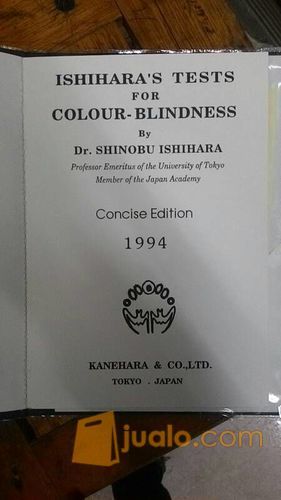 ISHIHARA'S TESTS
FOR
COLOUR-BLINDNESS
By
Dr. SHINOBU ISHIHARA
Professor Emeritus of the University of Tokyo
Member of the Japan Academy
Concise Edition
1994
KANEHARA & CO.,LTD.
TOKYO . JAPAN
jualo.com